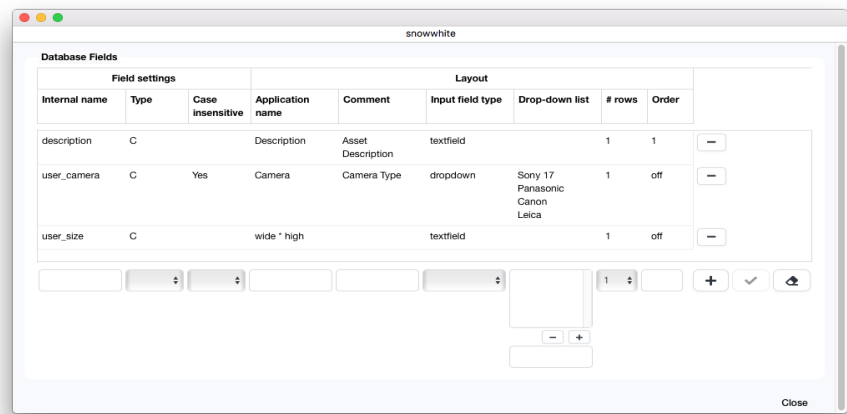 snowwhite
Database Fields
Field settings Layout
Internal name Type Case insensitive Application name Comment Input field type Drop-down list # rows Order
description C Description Asset Description textfield 1 1 −
user_camera C Yes Camera Camera Type dropdown Sony 17 1 off −
Panasonic
Canon
Leica
user_size C wide * high textfield 1 off −
1 +
− +
Close